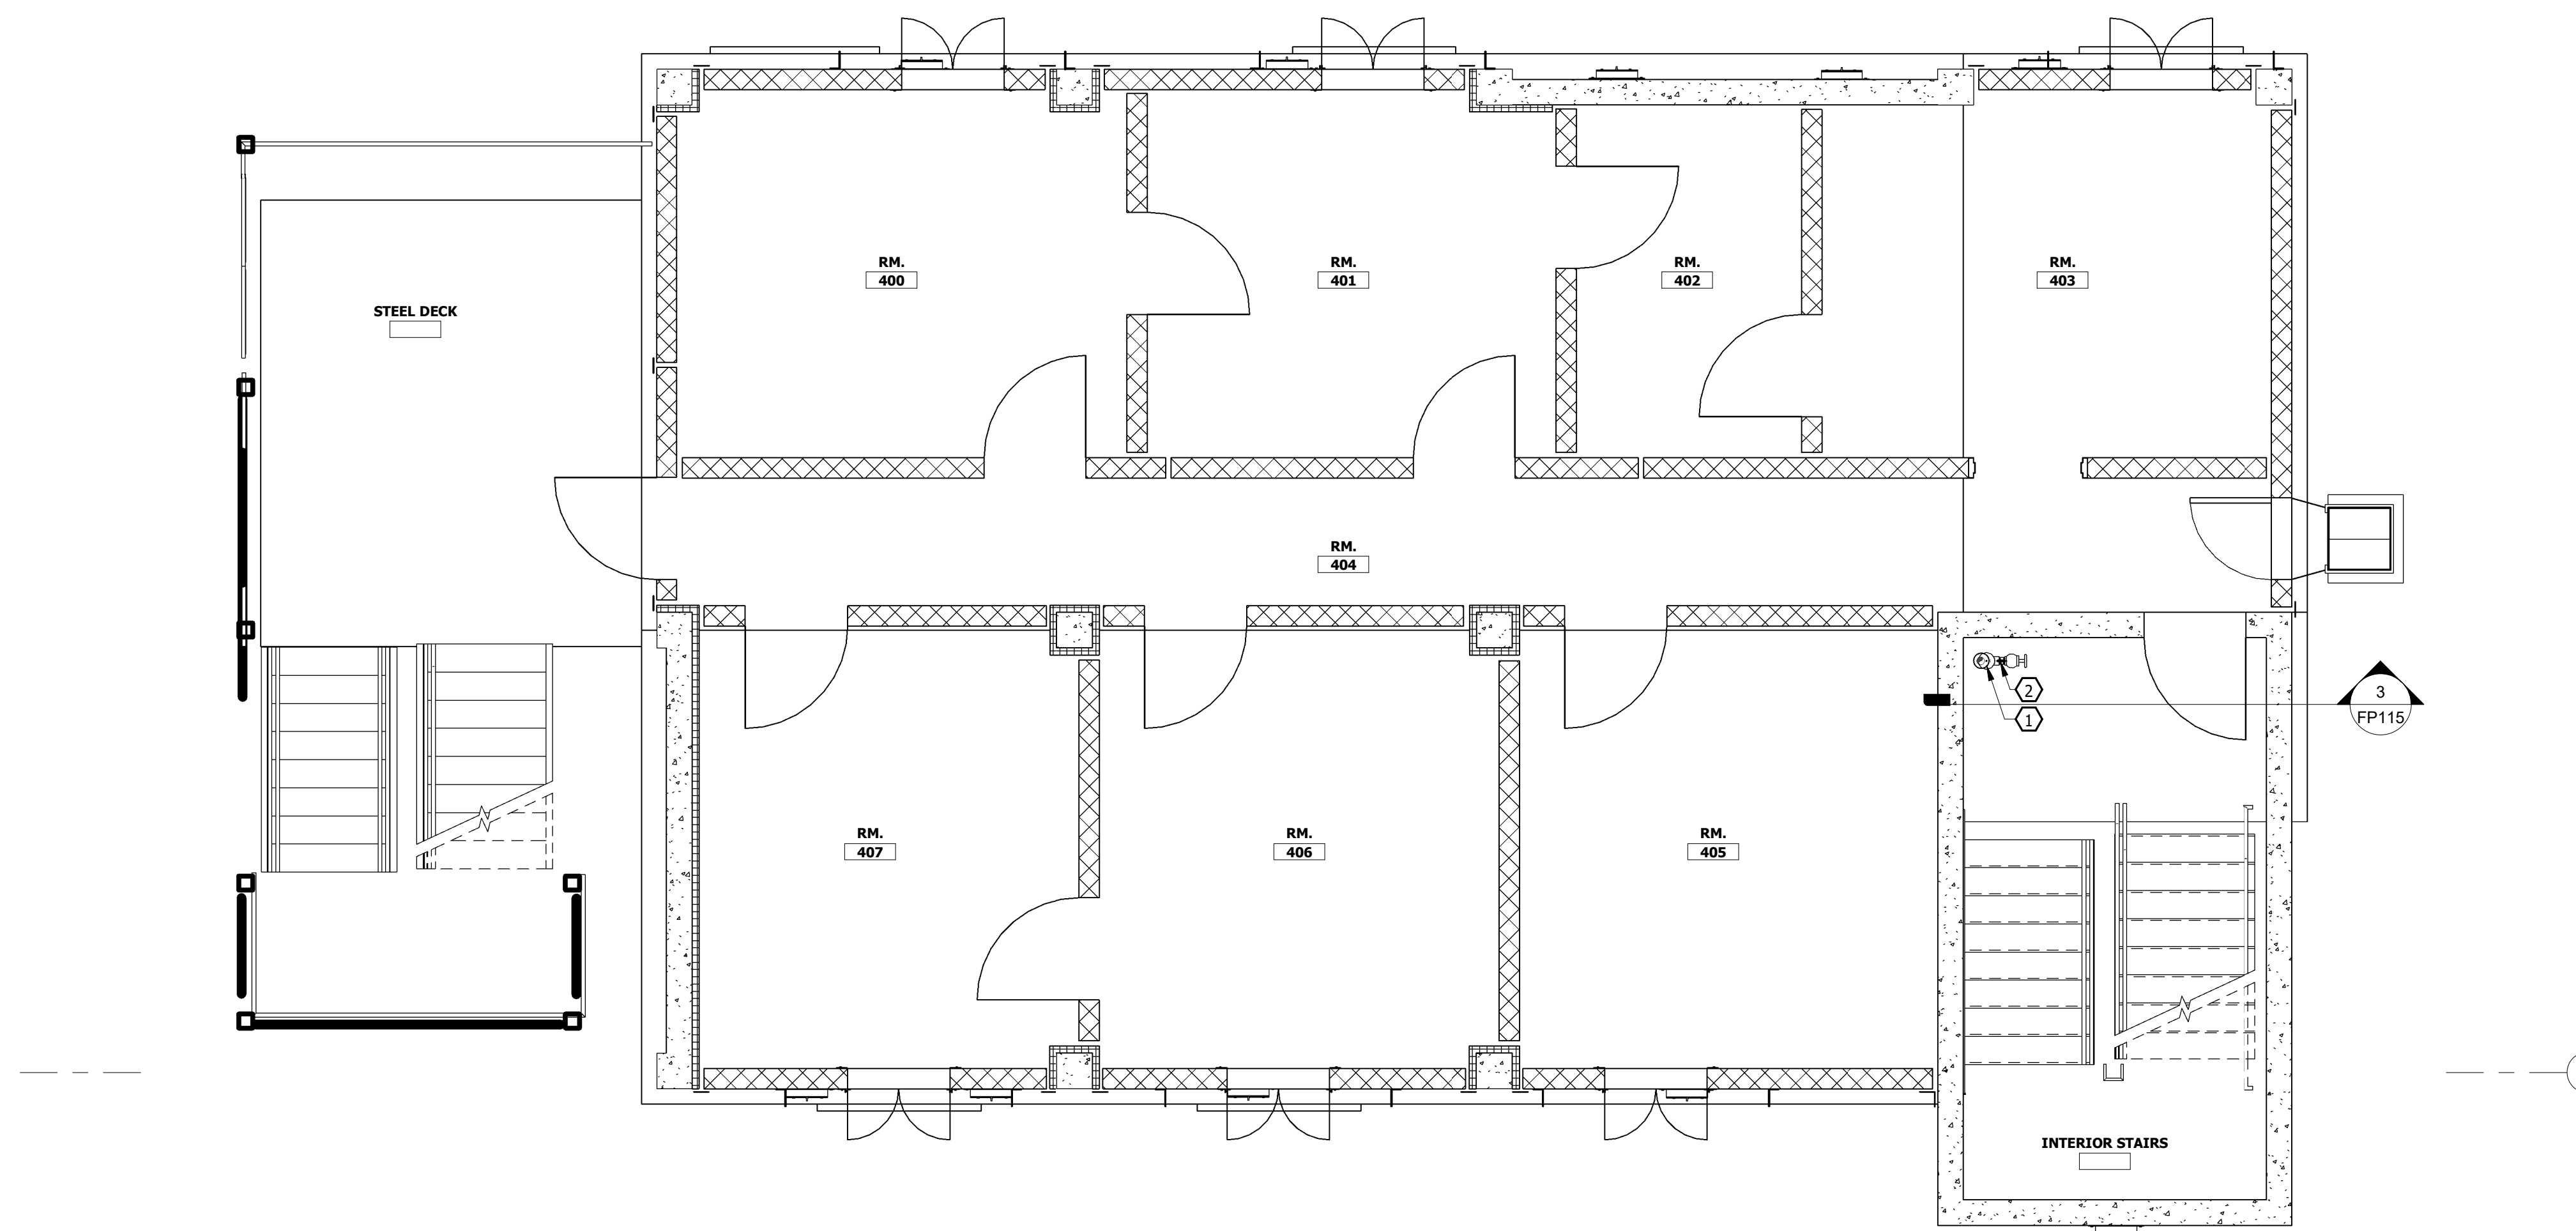 RM.
400
RM.
401
RM.
402
RM.
403
STEEL DECK
RM.
404
2
1
3
FP115
RM.
407
RM.
406
RM.
405
INTERIOR STAIRS